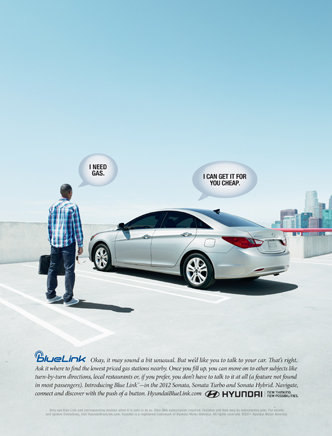 I NEED
GAS.
I CAN GET IT FOR
YOU CHEAP.
blueLink Okay, it may sound a bit unusual. But we'd like you to talk to your car. That's right.
Ask it where to find the lowest priced gas stations nearby. Once you fill up, you can move on to other subjects like
turn-by-turn directions, local restaurants or, if you prefer, you don't have to talk to it at all (a feature not found
in most passengers). Introducing Blue Link™—in the 2012 Sonata, Sonata Turbo and Sonata Hybrid. Navigate,
connect and discover with the push of a button. HyundaiBlueLink.com HYUNDAI NEW THINKING.
NEW POSSIBILITIES.